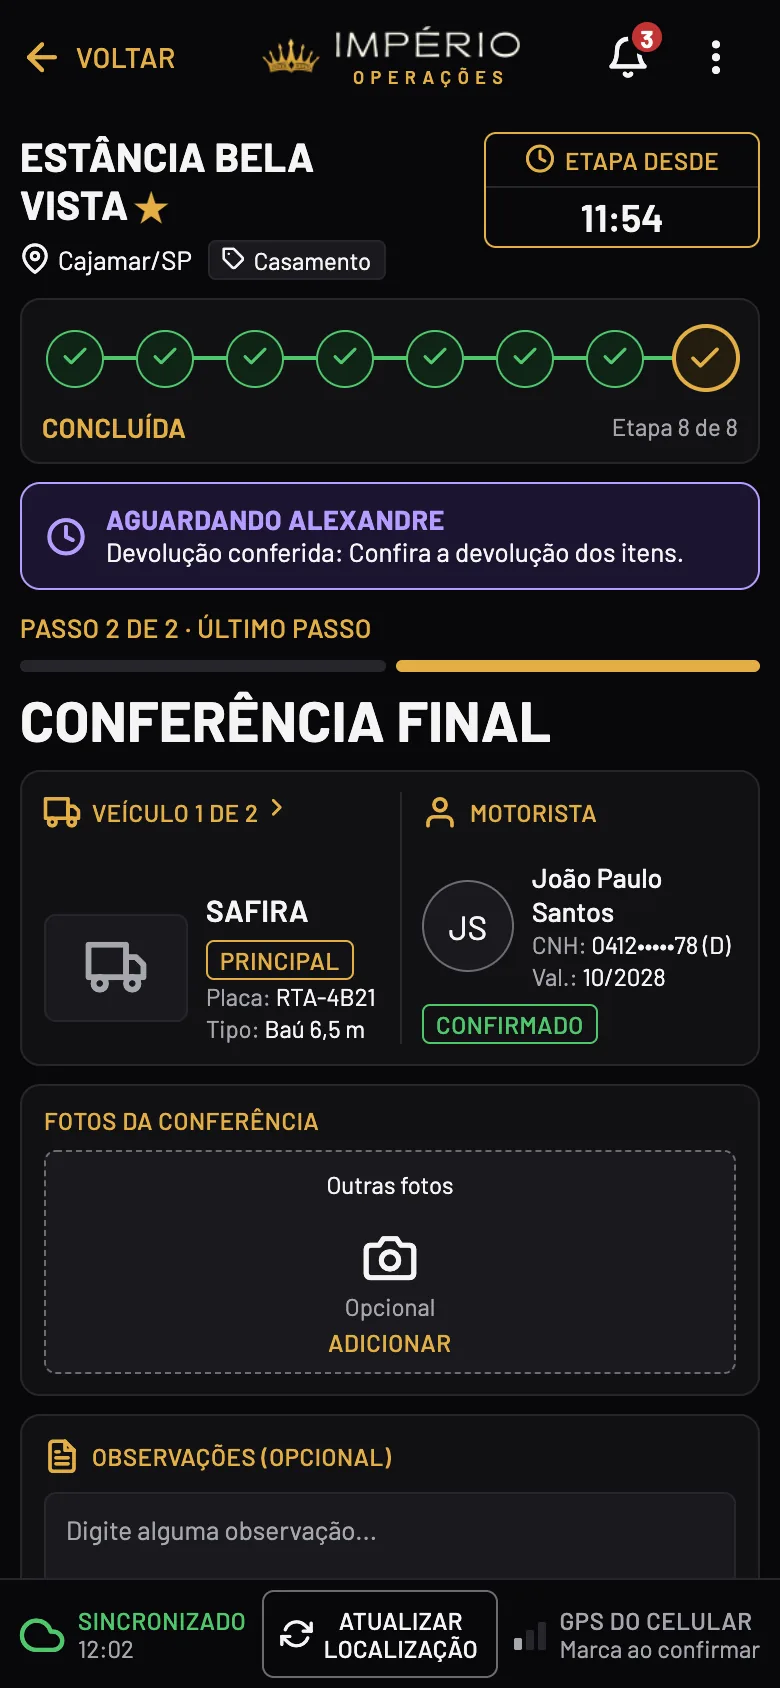 VOLTAR
IMPÉRIO
OPERAÇÕES
3
ESTÂNCIA BELA
VISTA
Cajamar/SP
Casamento
ETAPA DESDE
11:54
CONCLUÍDA
Etapa 8 de 8
AGUARDANDO ALEXANDRE
Devolução conferida: Confira a devolução dos itens.
PASSO 2 DE 2 · ÚLTIMO PASSO
CONFERÊNCIA FINAL
VEÍCULO 1 DE 2
SAFIRA
PRINCIPAL
Placa: RTA-4B21
Tipo: Baú 6,5 m
MOTORISTA
JS
João Paulo
Santos
CNH: 0412•••••78 (D)
Val.: 10/2028
CONFIRMADO
FOTOS DA CONFERÊNCIA
Outras fotos
Opcional
ADICIONAR
OBSERVAÇÕES (OPCIONAL)
Digite alguma observação...
SINCRONIZADO
12:02
ATUALIZAR
LOCALIZAÇÃO
GPS DO CELULAR
Marca ao confirmar